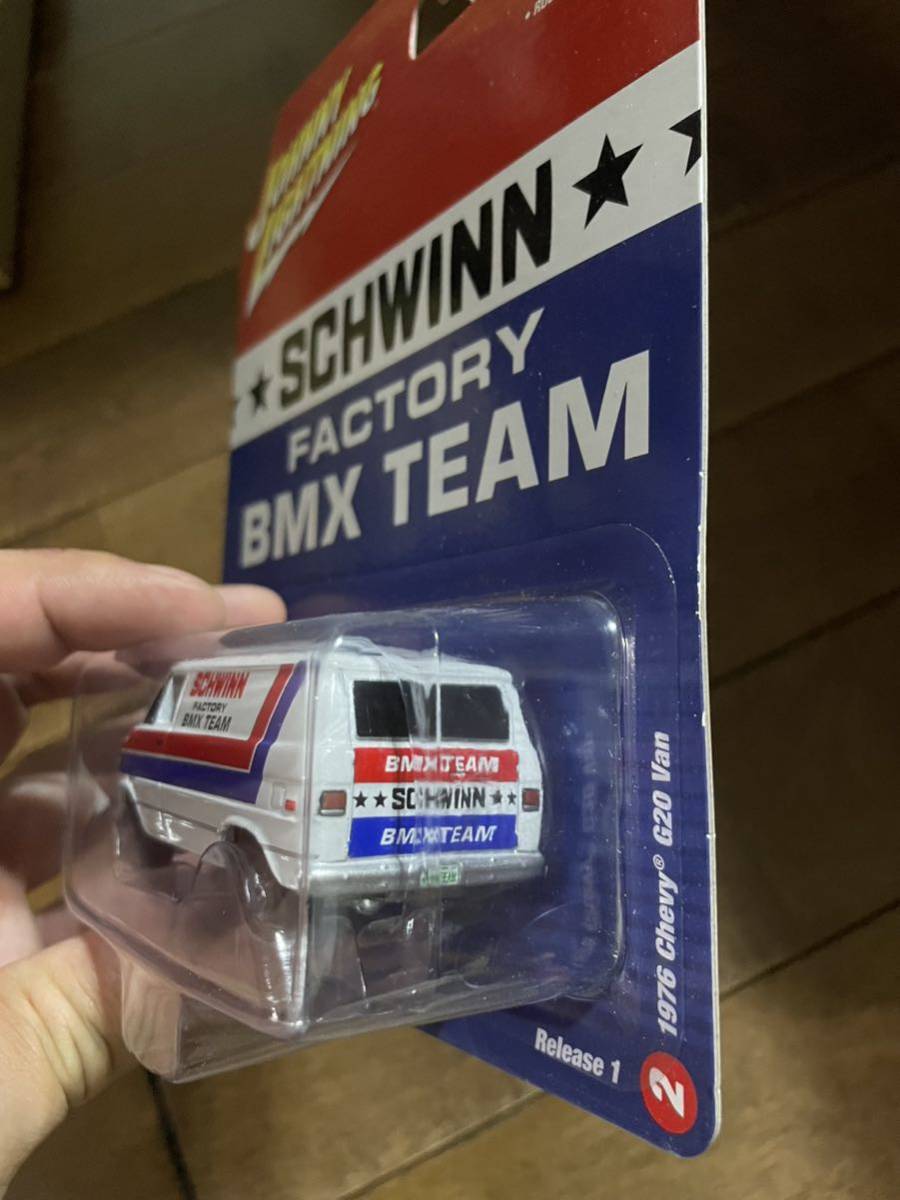 JOHNNY
LIGHTNING
★ SCHWINN ★
FACTORY
BMX TEAM
SCHWINN
FACTORY
BMX TEAM
BMX TEAM
★★ SCHWINN ★★
BMX TEAM
1976 Chevy® G20 Van
Release 1
2